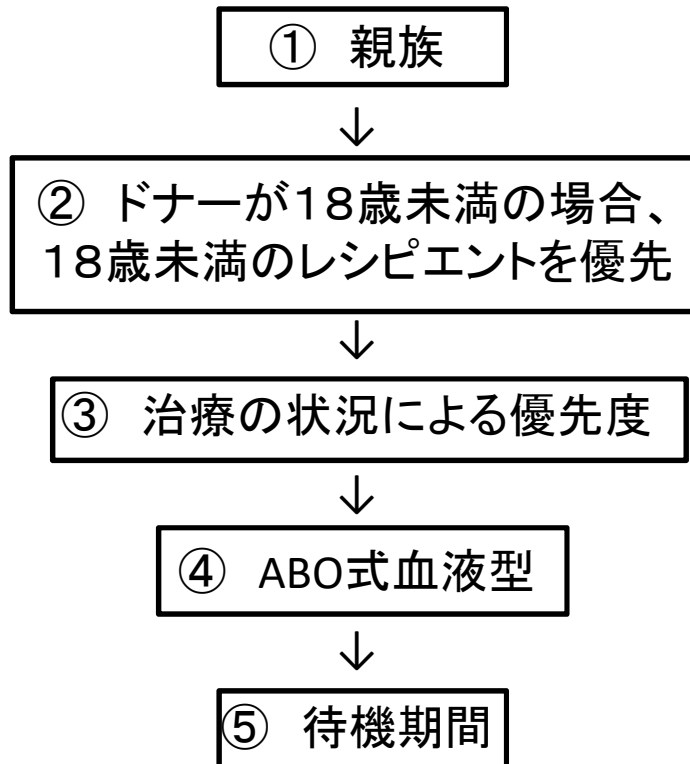 ① 親族
↓
② ドナーが１８歳未満の場合、
１８歳未満のレシピエントを優先
↓
③ 治療の状況による優先度
↓
④ ABO式血液型
↓
⑤ 待機期間